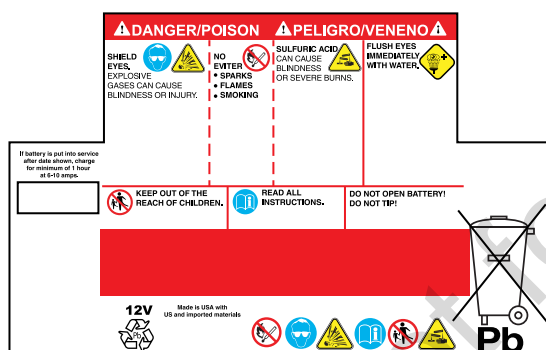 DANGER/POISON
PELIGRO/VENENO
SHIELD
EYES.
EXPLOSIVE
GASES CAN CAUSE
BLINDNESS OR INJURY.
NO
EVITER
• SPARKS
• FLAMES
• SMOKING
SULFURIC ACID
CAN CAUSE
BLINDNESS
OR SEVERE BURNS.
FLUSH EYES
IMMEDIATELY
WITH WATER.
If battery is put into service
after date shown, charge
for minimum of 1 hour
at 6-10 amps.
KEEP OUT OF THE
REACH OF CHILDREN.
READ ALL
INSTRUCTIONS.
DO NOT OPEN BATTERY!
DO NOT TIP!
12V
Pb
Made is USA with
US and imported materials
Pb